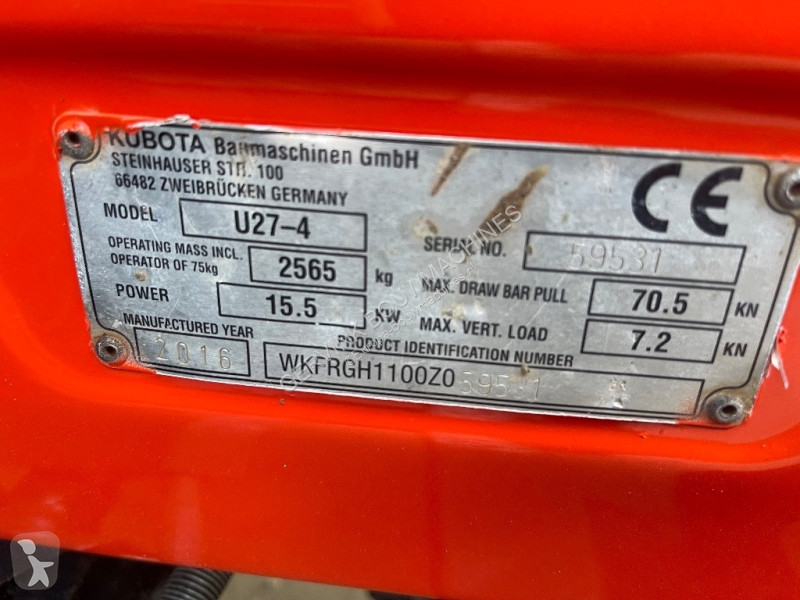 KUBOTA Baumaschinen GmbH
STEINHAUSER STR. 100
66482 ZWEIBRÜCKEN GERMANY
CE
MODEL U27-4
SERIE NO. 59531
OPERATING MASS INCL.
OPERATOR OF 75kg 2565 kg
MAX. DRAW BAR PULL 70.5 KN
POWER 15.5 KW
MAX. VERT. LOAD 7.2 KN
MANUFACTURED YEAR 2016
PRODUCT IDENTIFICATION NUMBER
WKFRGH1100Z059531